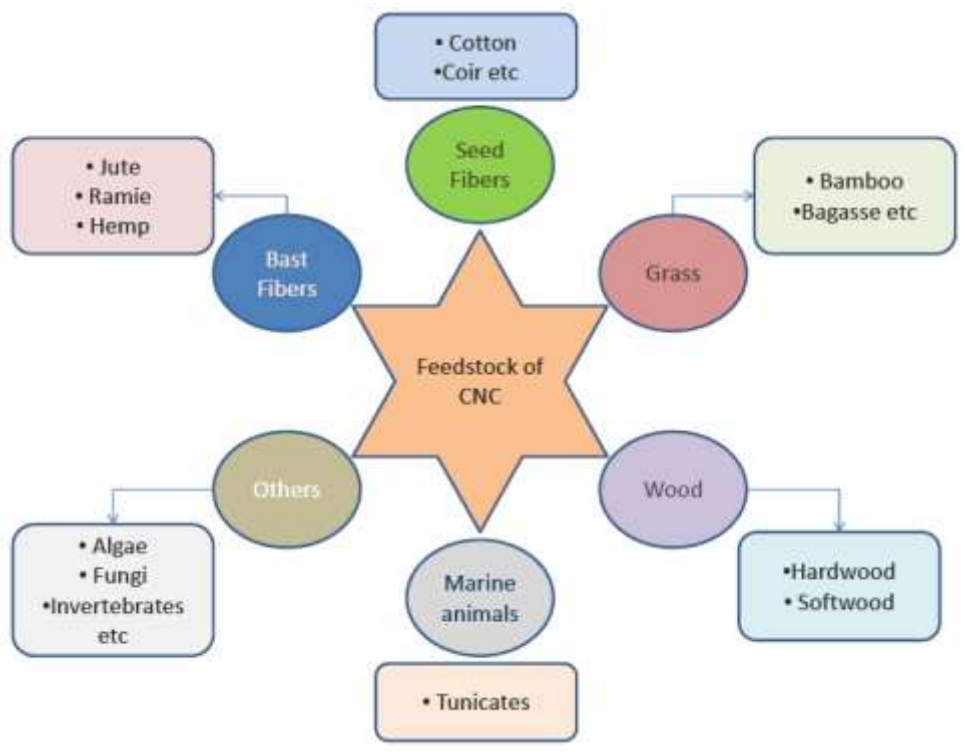 • Cotton
•Coir etc
Seed
Fibers
• Jute
• Ramie
• Hemp
Bast
Fibers
• Bamboo
•Bagasse etc
Grass
Feedstock of
CNC
Others
• Algae
• Fungi
•Invertebrates
etc
Wood
•Hardwood
• Softwood
Marine
animals
• Tunicates